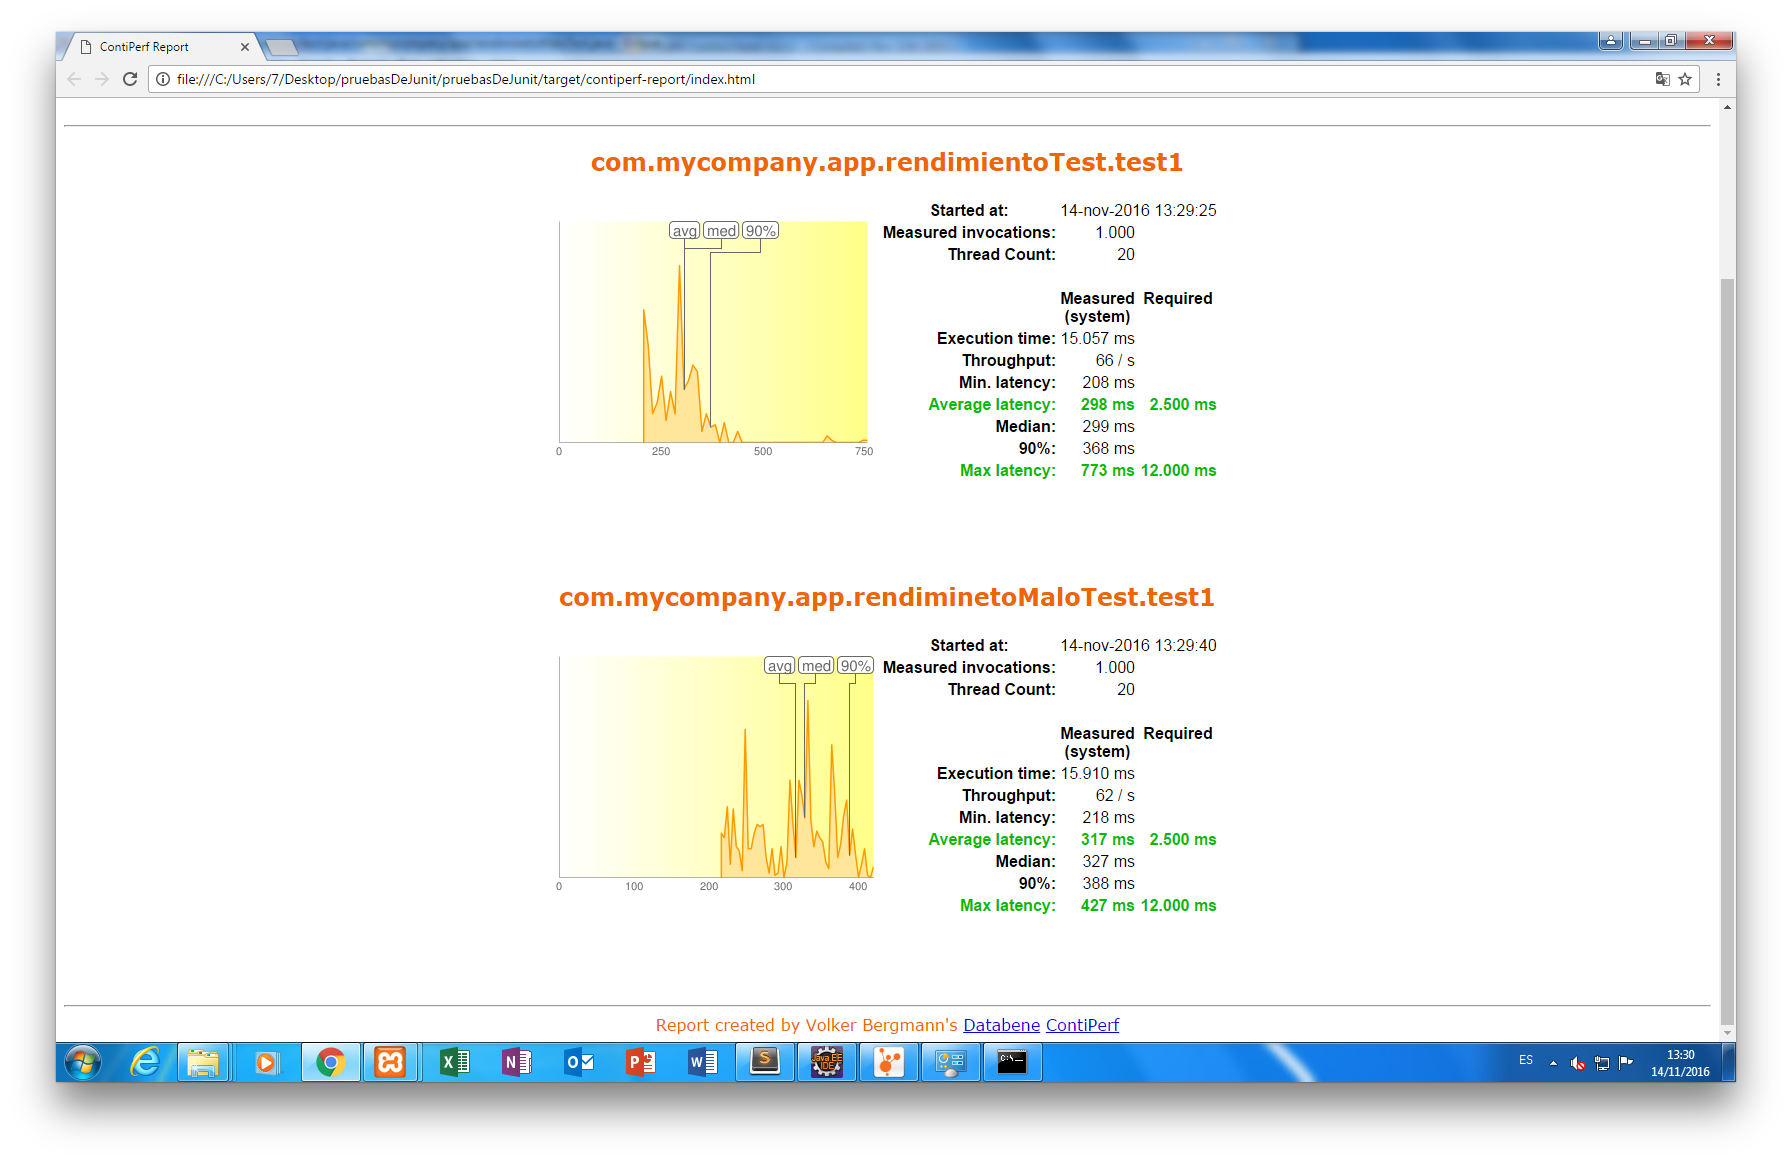 ContiPerf Report
file:///C:/Users/7/Desktop/pruebasDeJunit/pruebasDeJunit/target/contiperf-report/index.html
com.mycompany.app.rendimientoTest.test1
avg med 90%
0 250 500 750
Started at: 14-nov-2016 13:29:25
Measured invocations: 1.000
Thread Count: 20
Measured Required
(system)
Execution time: 15.057 ms
Throughput: 66 / s
Min. latency: 208 ms
Average latency: 298 ms 2.500 ms
Median: 299 ms
90%: 368 ms
Max latency: 773 ms 12.000 ms
com.mycompany.app.rendiminetoMaloTest.test1
avg med 90%
0 100 200 300 400
Started at: 14-nov-2016 13:29:40
Measured invocations: 1.000
Thread Count: 20
Measured Required
(system)
Execution time: 15.910 ms
Throughput: 62 / s
Min. latency: 218 ms
Average latency: 317 ms 2.500 ms
Median: 327 ms
90%: 388 ms
Max latency: 427 ms 12.000 ms
Report created by Volker Bergmann's Databene ContiPerf
Java EE
IDE
C:\
ES
13:30
14/11/2016